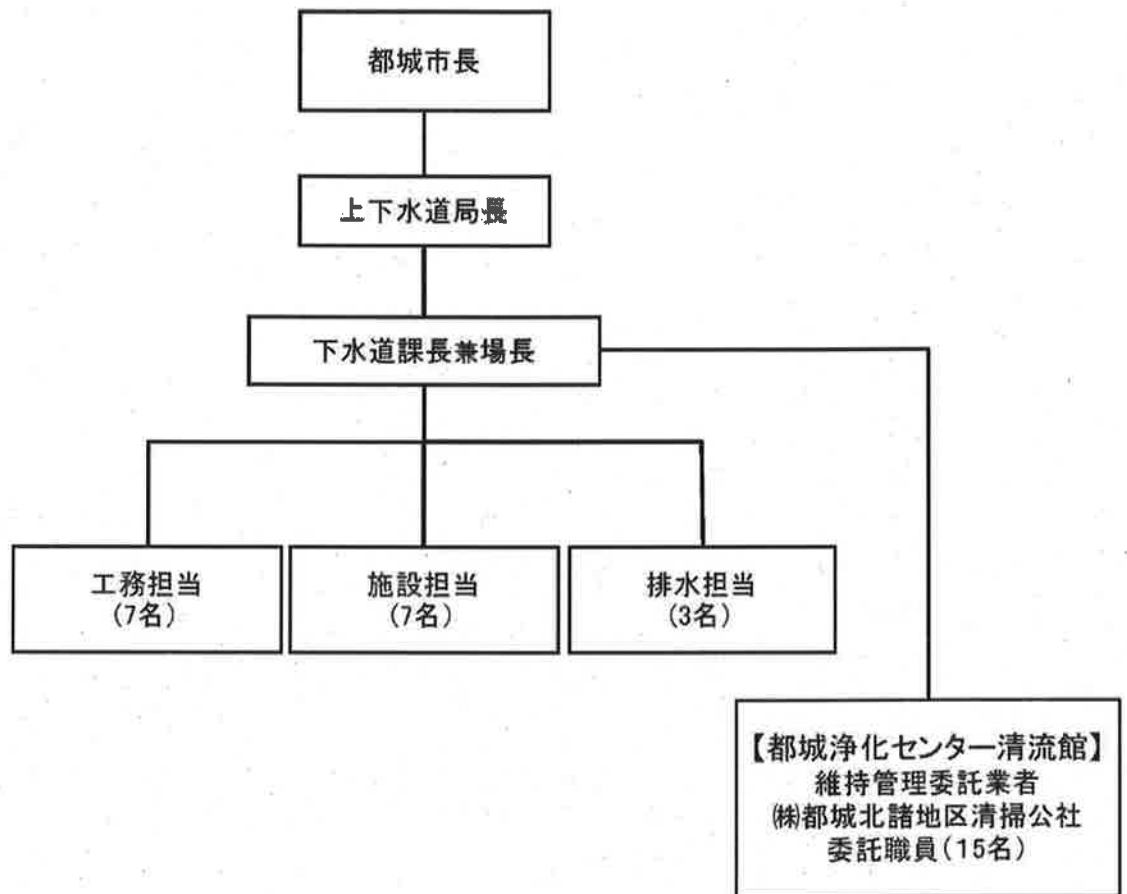 都城市長
上下水道局長
下水道課長兼場長
工務担当
(7名)
施設担当
(7名)
排水担当
(3名)
【都城浄化センター清流館】
維持管理委託業者
㈱都城北諸地区清掃公社
委託職員(15名)